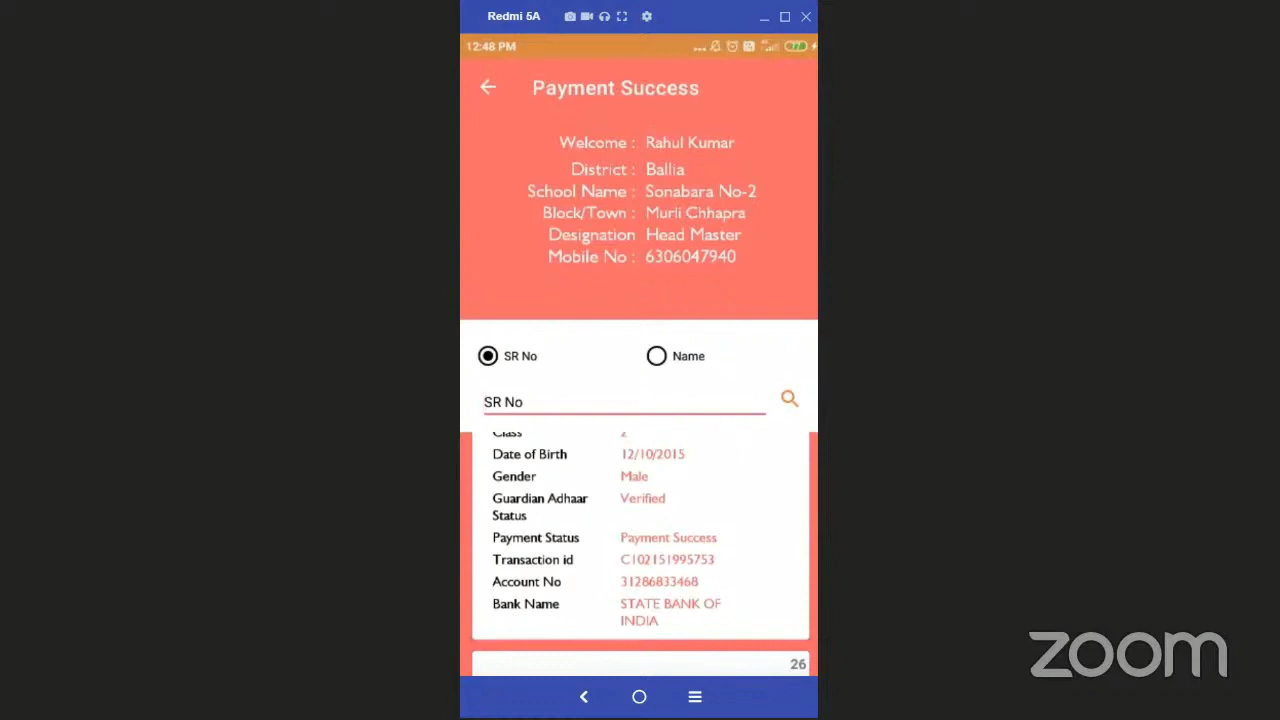 Redmi 5A
12:48 PM
77
Payment Success
Welcome : Rahul Kumar
District : Ballia
School Name : Sonabara No-2
Block/Town : Murli Chhapra
Designation Head Master
Mobile No : 6306047940
SR No
Name
SR No
Class 2
Date of Birth 12/10/2015
Gender Male
Guardian Adhaar Verified
Status
Payment Status Payment Success
Transaction id C102151995753
Account No 31286833468
Bank Name STATE BANK OF
INDIA
26
zoom